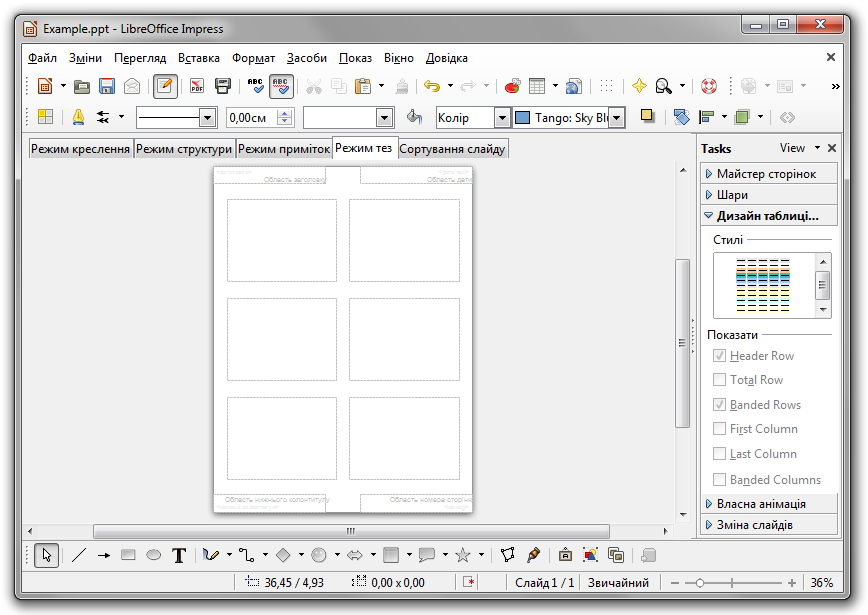 Example.ppt - LibreOffice Impress
Файл Зміни Перегляд Вставка Формат Засоби Показ Вікно Довідка
ABC ABC
PDF
0,00см Колір Tango: Sky Bl
Режим креслення Режим структури Режим приміток Режим тез Сортування слайду
Область заголовку Область дати
Область нижнього колонтитулу Область номера сторінк
Tasks View
Майстер сторінок
Шари
Дизайн таблиці...
Стилі
Показати
Header Row
Total Row
Banded Rows
First Column
Last Column
Banded Columns
Власна анімація
Зміна слайдів
T
36,45 / 4,93 0,00 x 0,00 Слайд 1 / 1 Звичайний 36%